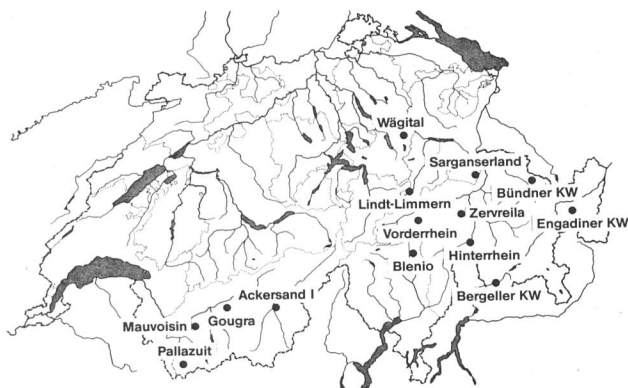 Wägital
Sarganserland
Bündner KW
Lindt-Limmern
Zervreila
Engadiner KW
Vorderrhein
Hinterrhein
Blenio
Bergeller KW
Ackersand I
Gougra
Mauvoisin
Pallazuit